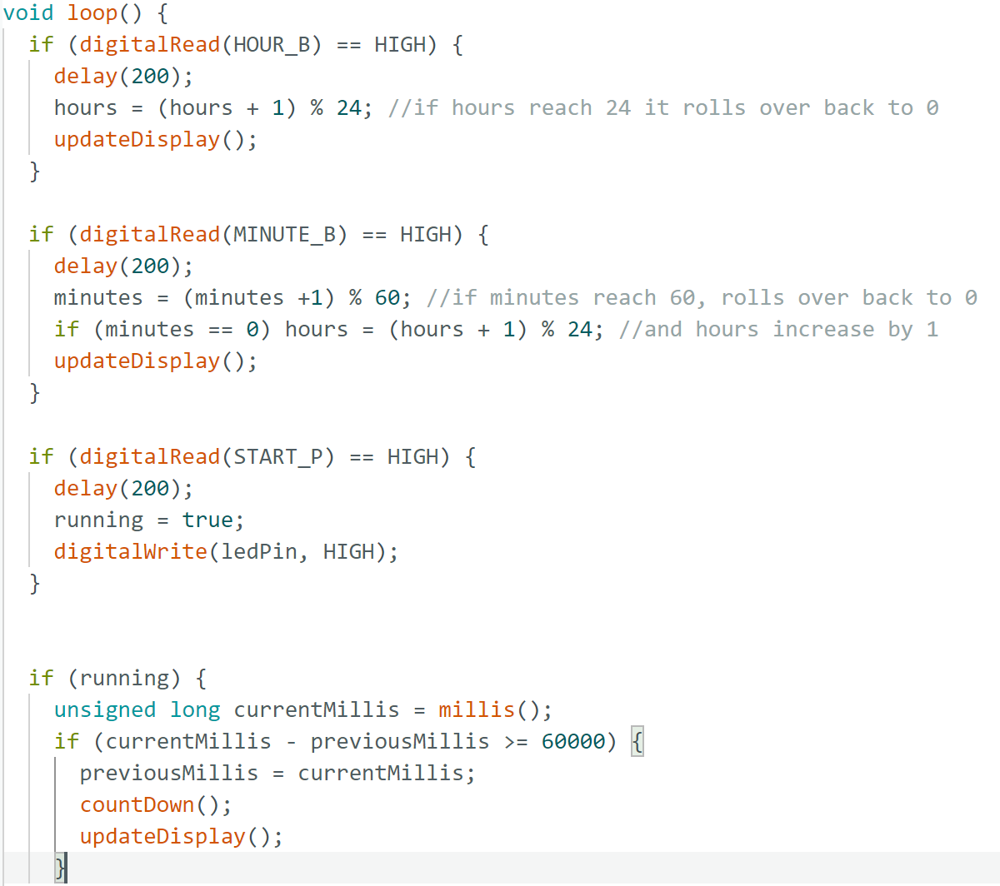 void loop() {
  if (digitalRead(HOUR_B) == HIGH) {
    delay(200);
    hours = (hours + 1) % 24; //if hours reach 24 it rolls over back to 0
    updateDisplay();
  }

  if (digitalRead(MINUTE_B) == HIGH) {
    delay(200);
    minutes = (minutes +1) % 60; //if minutes reach 60, rolls over back to 0
    if (minutes == 0) hours = (hours + 1) % 24; //and hours increase by 1
    updateDisplay();
  }

  if (digitalRead(START_P) == HIGH) {
    delay(200);
    running = true;
    digitalWrite(ledPin, HIGH);
  }


  if (running) {
    unsigned long currentMillis = millis();
    if (currentMillis - previousMillis >= 60000) {
      previousMillis = currentMillis;
      countDown();
      updateDisplay();
    }